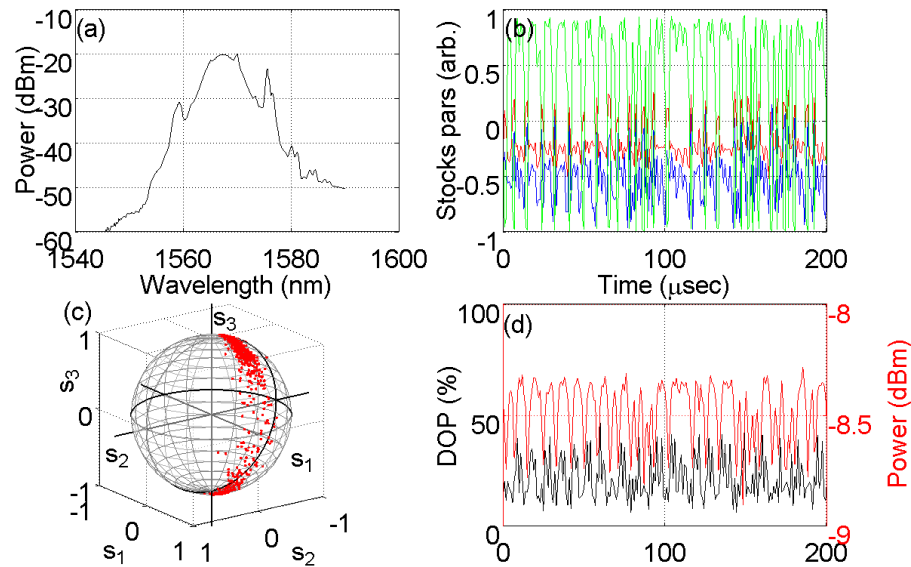 (a)
Power (dBm)
-10
-20
-30
-40
-50
-60
1540
1560
1580
1600
Wavelength (nm)
(b)
Stocks pars (arb.)
1
0.5
0
-0.5
-1
0
100
200
Time (µsec)
(c)
s3
1
s3
0
-1
s2
s1
-1
0
s1
1
1
0
s2
-1
(d)
DOP (%)
100
50
0
0
100
200
-8
-8.5
-9
Power (dBm)